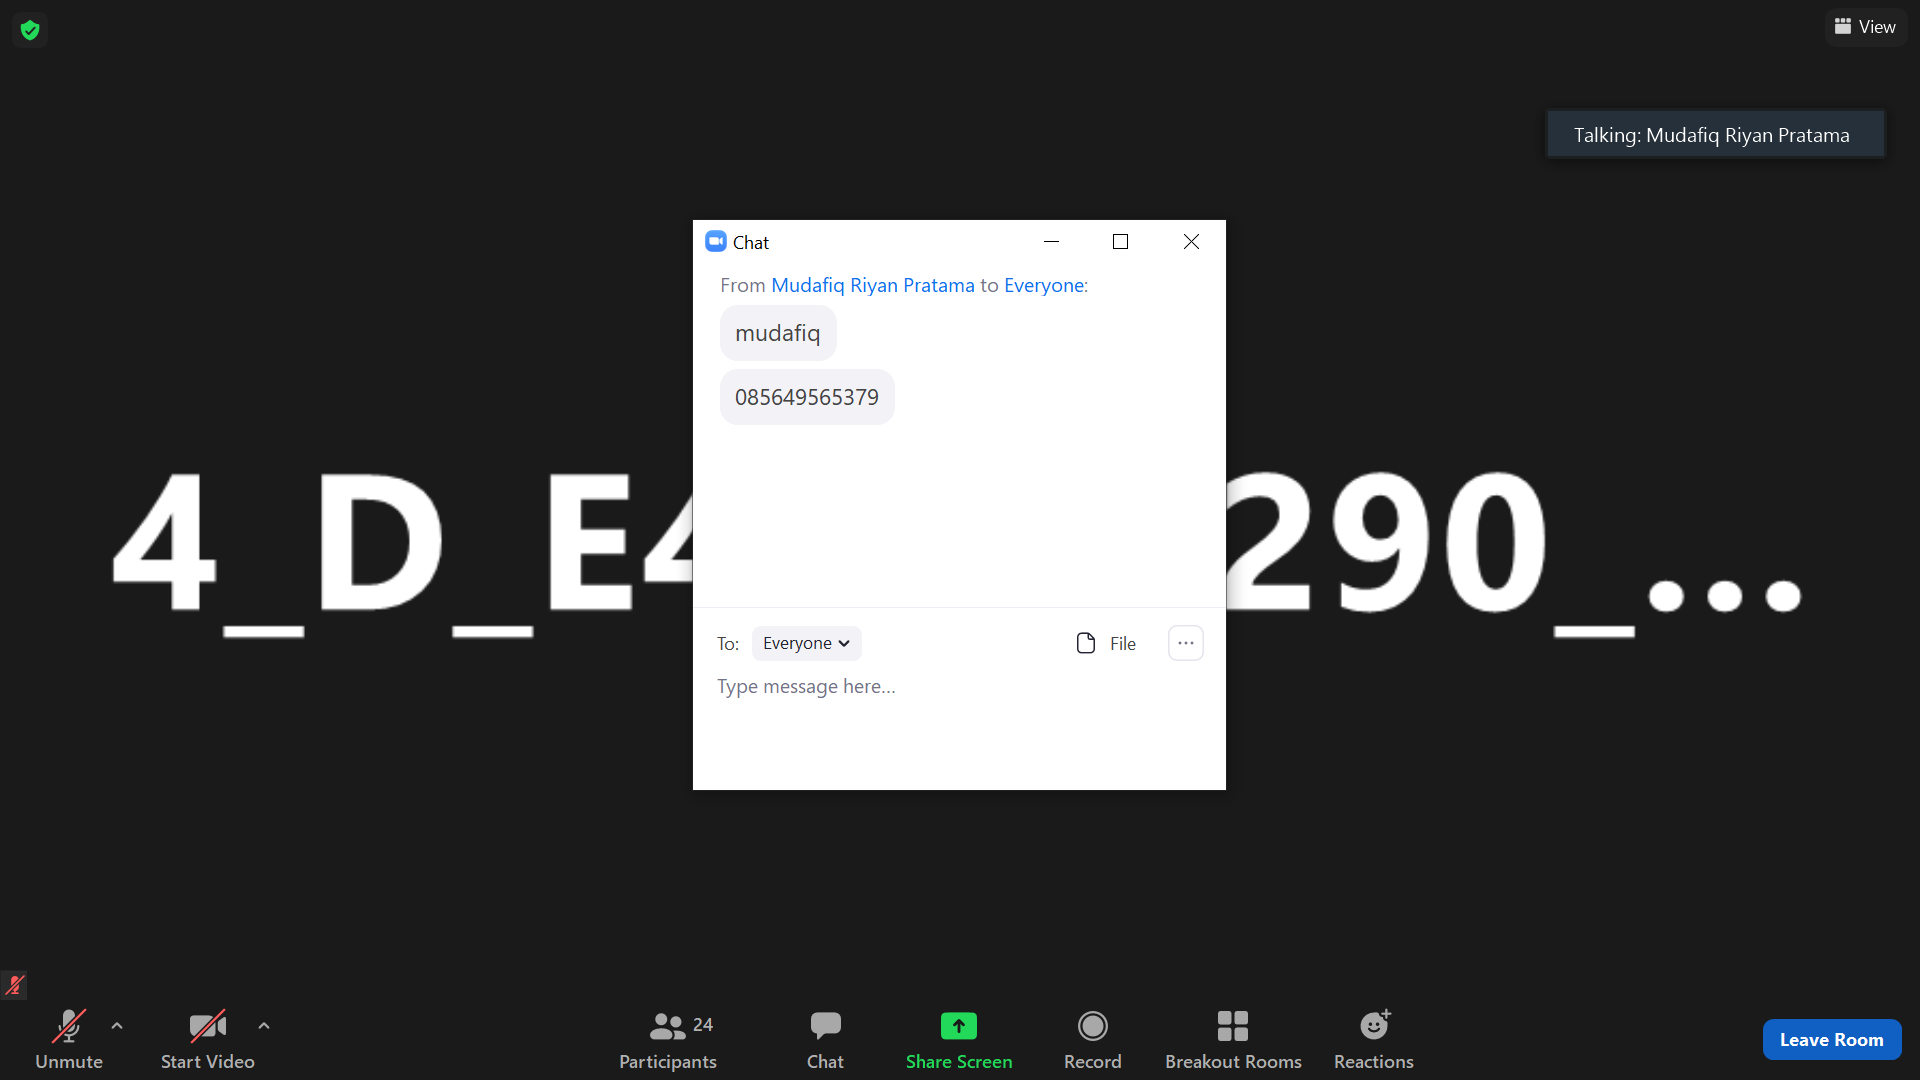 View
Talking: Mudafiq Riyan Pratama
Chat
From Mudafiq Riyan Pratama to Everyone:
mudafiq
085649565379
4_D_E4
290_...
To: Everyone
File
Type message here...
Unmute
Start Video
24
Participants
Chat
Share Screen
Record
Breakout Rooms
Reactions
Leave Room